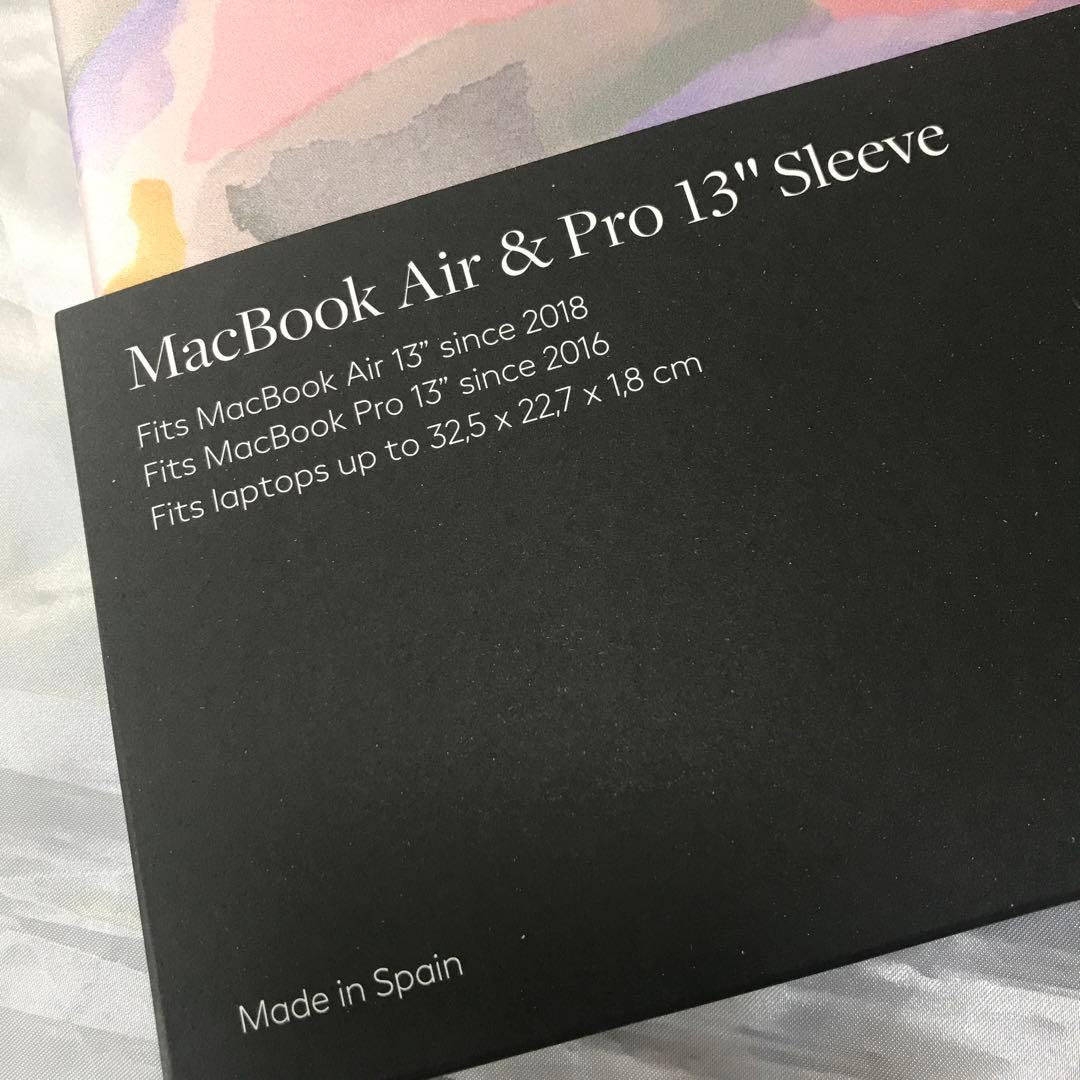 MacBook Air & Pro 13" Sleeve
Fits MacBook Air 13” since 2018
Fits MacBook Pro 13” since 2016
Fits laptops up to 32,5 x 22,7 x 1,8 cm
Made in Spain